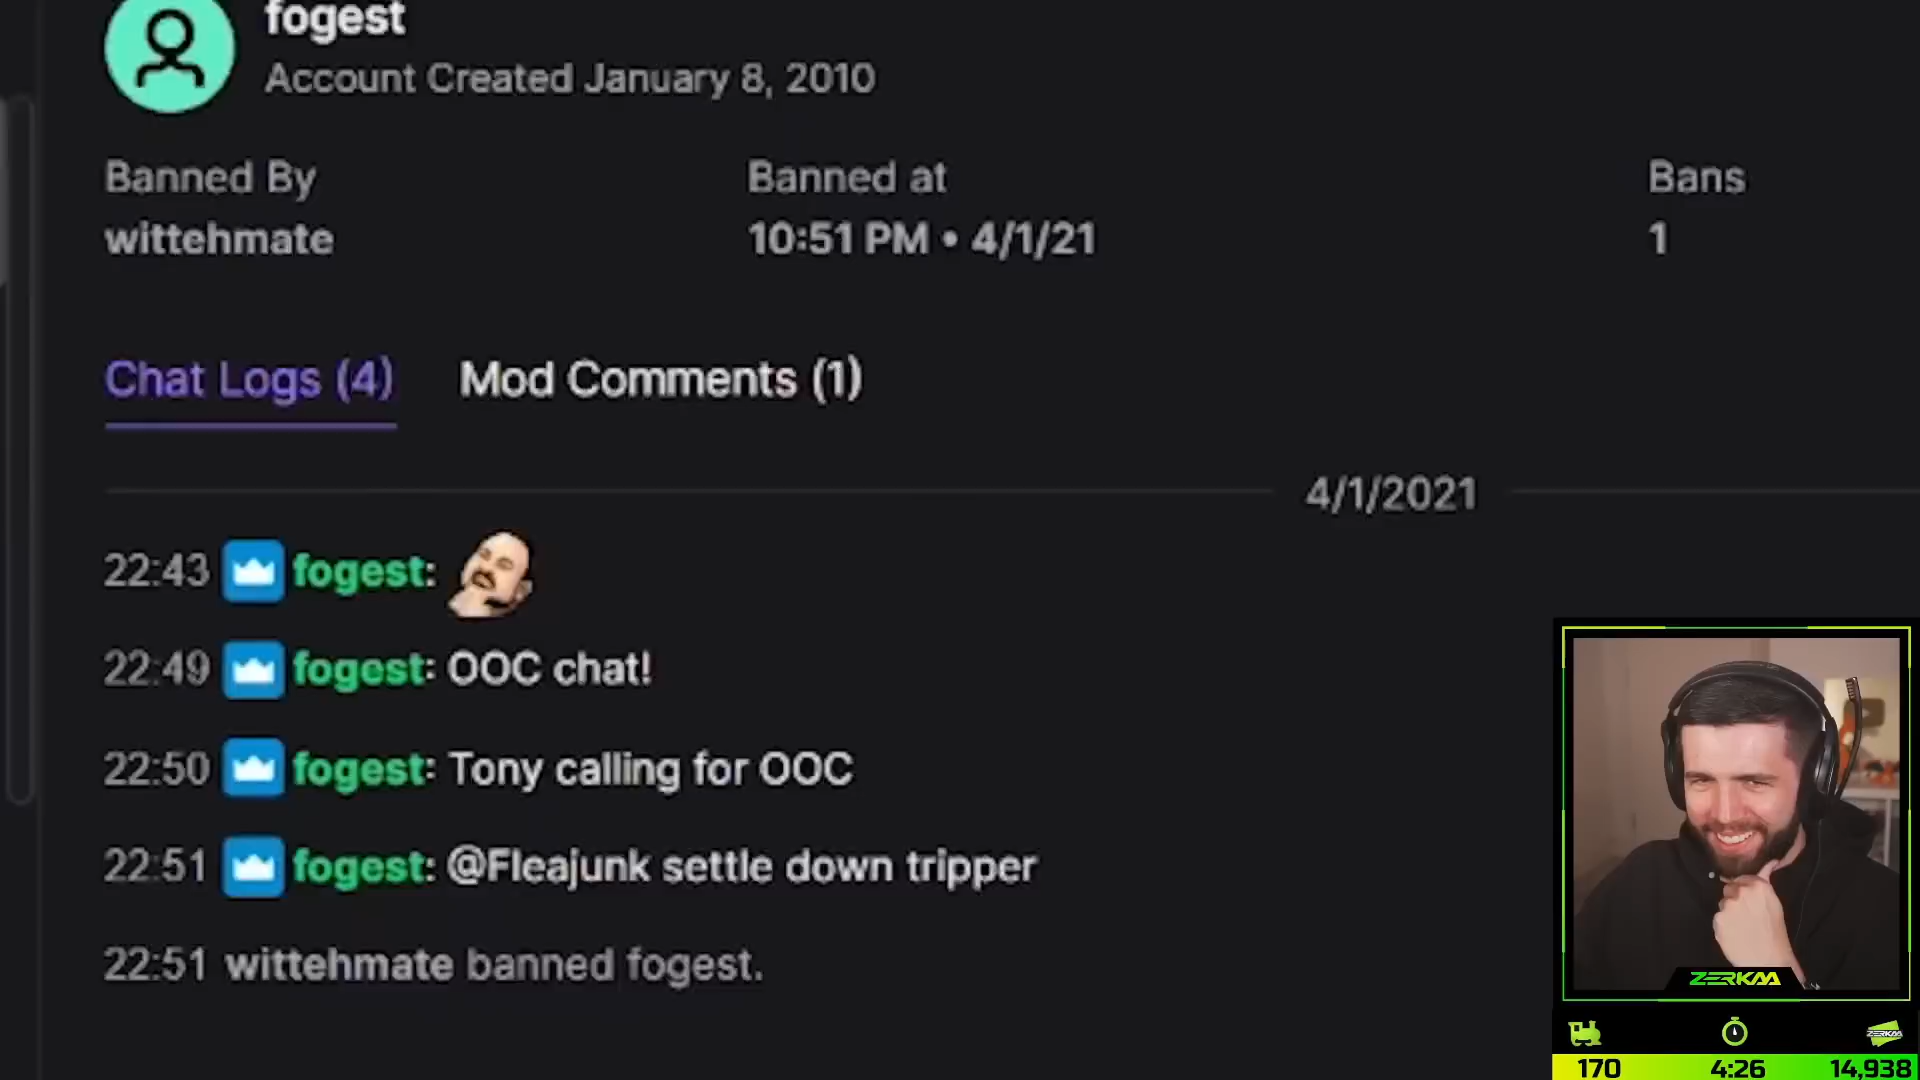 fogest
Account Created January 8, 2010
Banned By
Banned at
Bans
wittehmate
10:51 PM • 4/1/21
1
Chat Logs (4)
Mod Comments (1)
4/1/2021
22:43 fogest:
22:49 fogest: OOC chat!
22:50 fogest: Tony calling for OOC
22:51 fogest: @Fleajunk settle down tripper
22:51 wittehmate banned fogest.
ZERKAA
ZERKAA
170
4:26
14,938